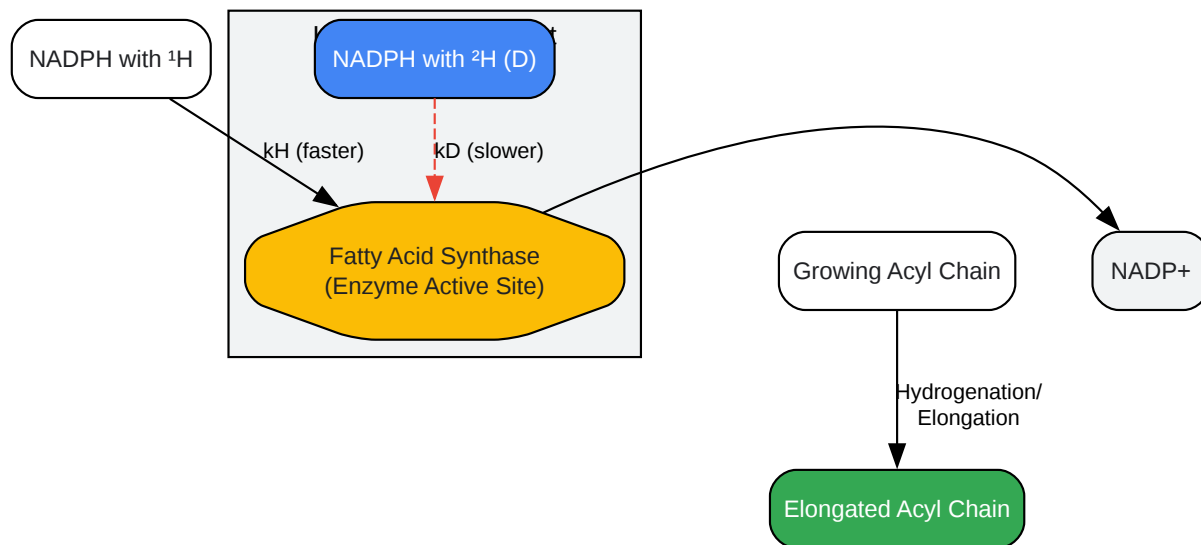 NADPH with ¹H
NADPH with ²H (D)
kH (faster)
kD (slower)
Fatty Acid Synthase
(Enzyme Active Site)
Growing Acyl Chain
NADP+
Hydrogenation/
Elongation
Elongated Acyl Chain